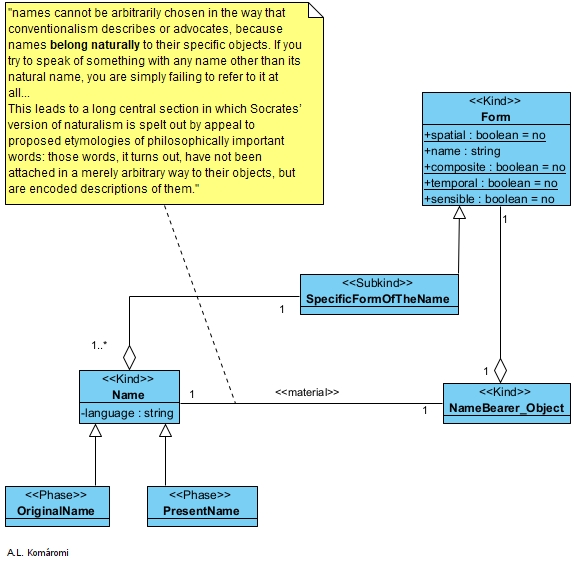 "names cannot be arbitrarily chosen in the way that
conventionalism describes or advocates, because
names belong naturally to their specific objects. If you
try to speak of something with any name other than its
natural name, you are simply failing to refer to it at
all...
This leads to a long central section in which Socrates'
version of naturalism is spelt out by appeal to
proposed etymologies of philosophically important
words: those words, it turns out, have not been
attached in a merely arbitrary way to their objects, but
are encoded descriptions of them."
<<Kind>>
Form
+spatial : boolean = no
+name : string
+composite : boolean = no
+temporal : boolean = no
+sensible : boolean = no
1
<<Subkind>>
SpecificFormOfTheName
1
1..*
<<Kind>>
Name
-language : string
1
<<material>>
1
1
<<Kind>>
NameBearer_Object
<<Phase>>
OriginalName
<<Phase>>
PresentName
A.L. Komáromi